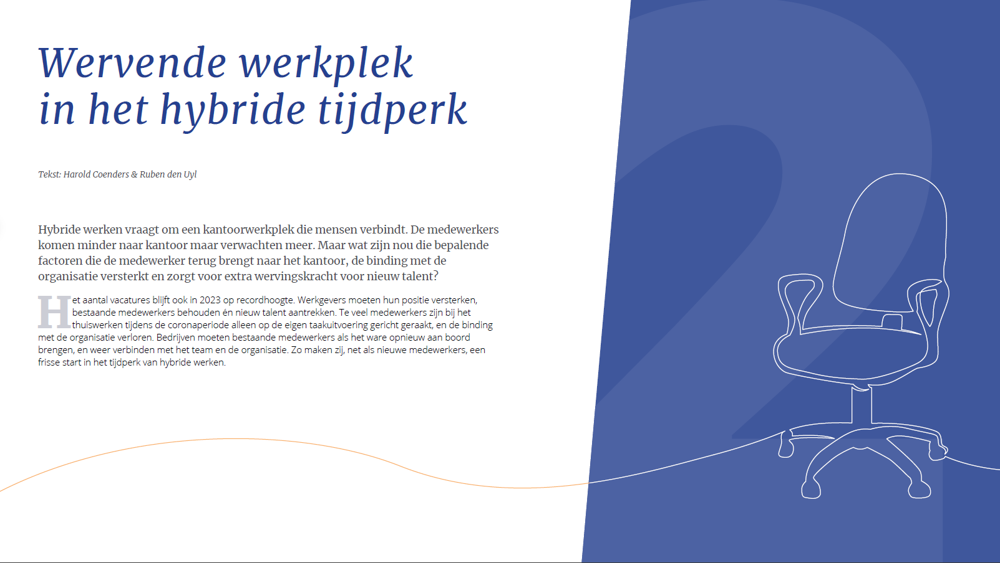 Wervende werkplek
in het hybride tijdperk
Tekst: Harold Coenders & Ruben den Uyl
Hybride werken vraagt om een kantoorwerkplek die mensen verbindt. De medewerkers
komen minder naar kantoor maar verwachten meer. Maar wat zijn nou die bepalende
factoren die de medewerker terug brengt naar het kantoor, de binding met de
organisatie versterkt en zorgt voor extra wervingskracht voor nieuw talent?
Het aantal vacatures blijft ook in 2023 op recordhoogte. Werkgevers moeten hun positie versterken,
bestaande medewerkers behouden én nieuw talent aantrekken. Te veel medewerkers zijn bij het
thuiswerken tijdens de coronaperiode alleen op de eigen taakuitvoering gericht geraakt, en de binding
met de organisatie verloren. Bedrijven moeten bestaande medewerkers als het ware opnieuw aan boord
brengen, en weer verbinden met het team en de organisatie. Zo maken zij, net als nieuwe medewerkers, een
frisse start in het tijdperk van hybride werken.
2